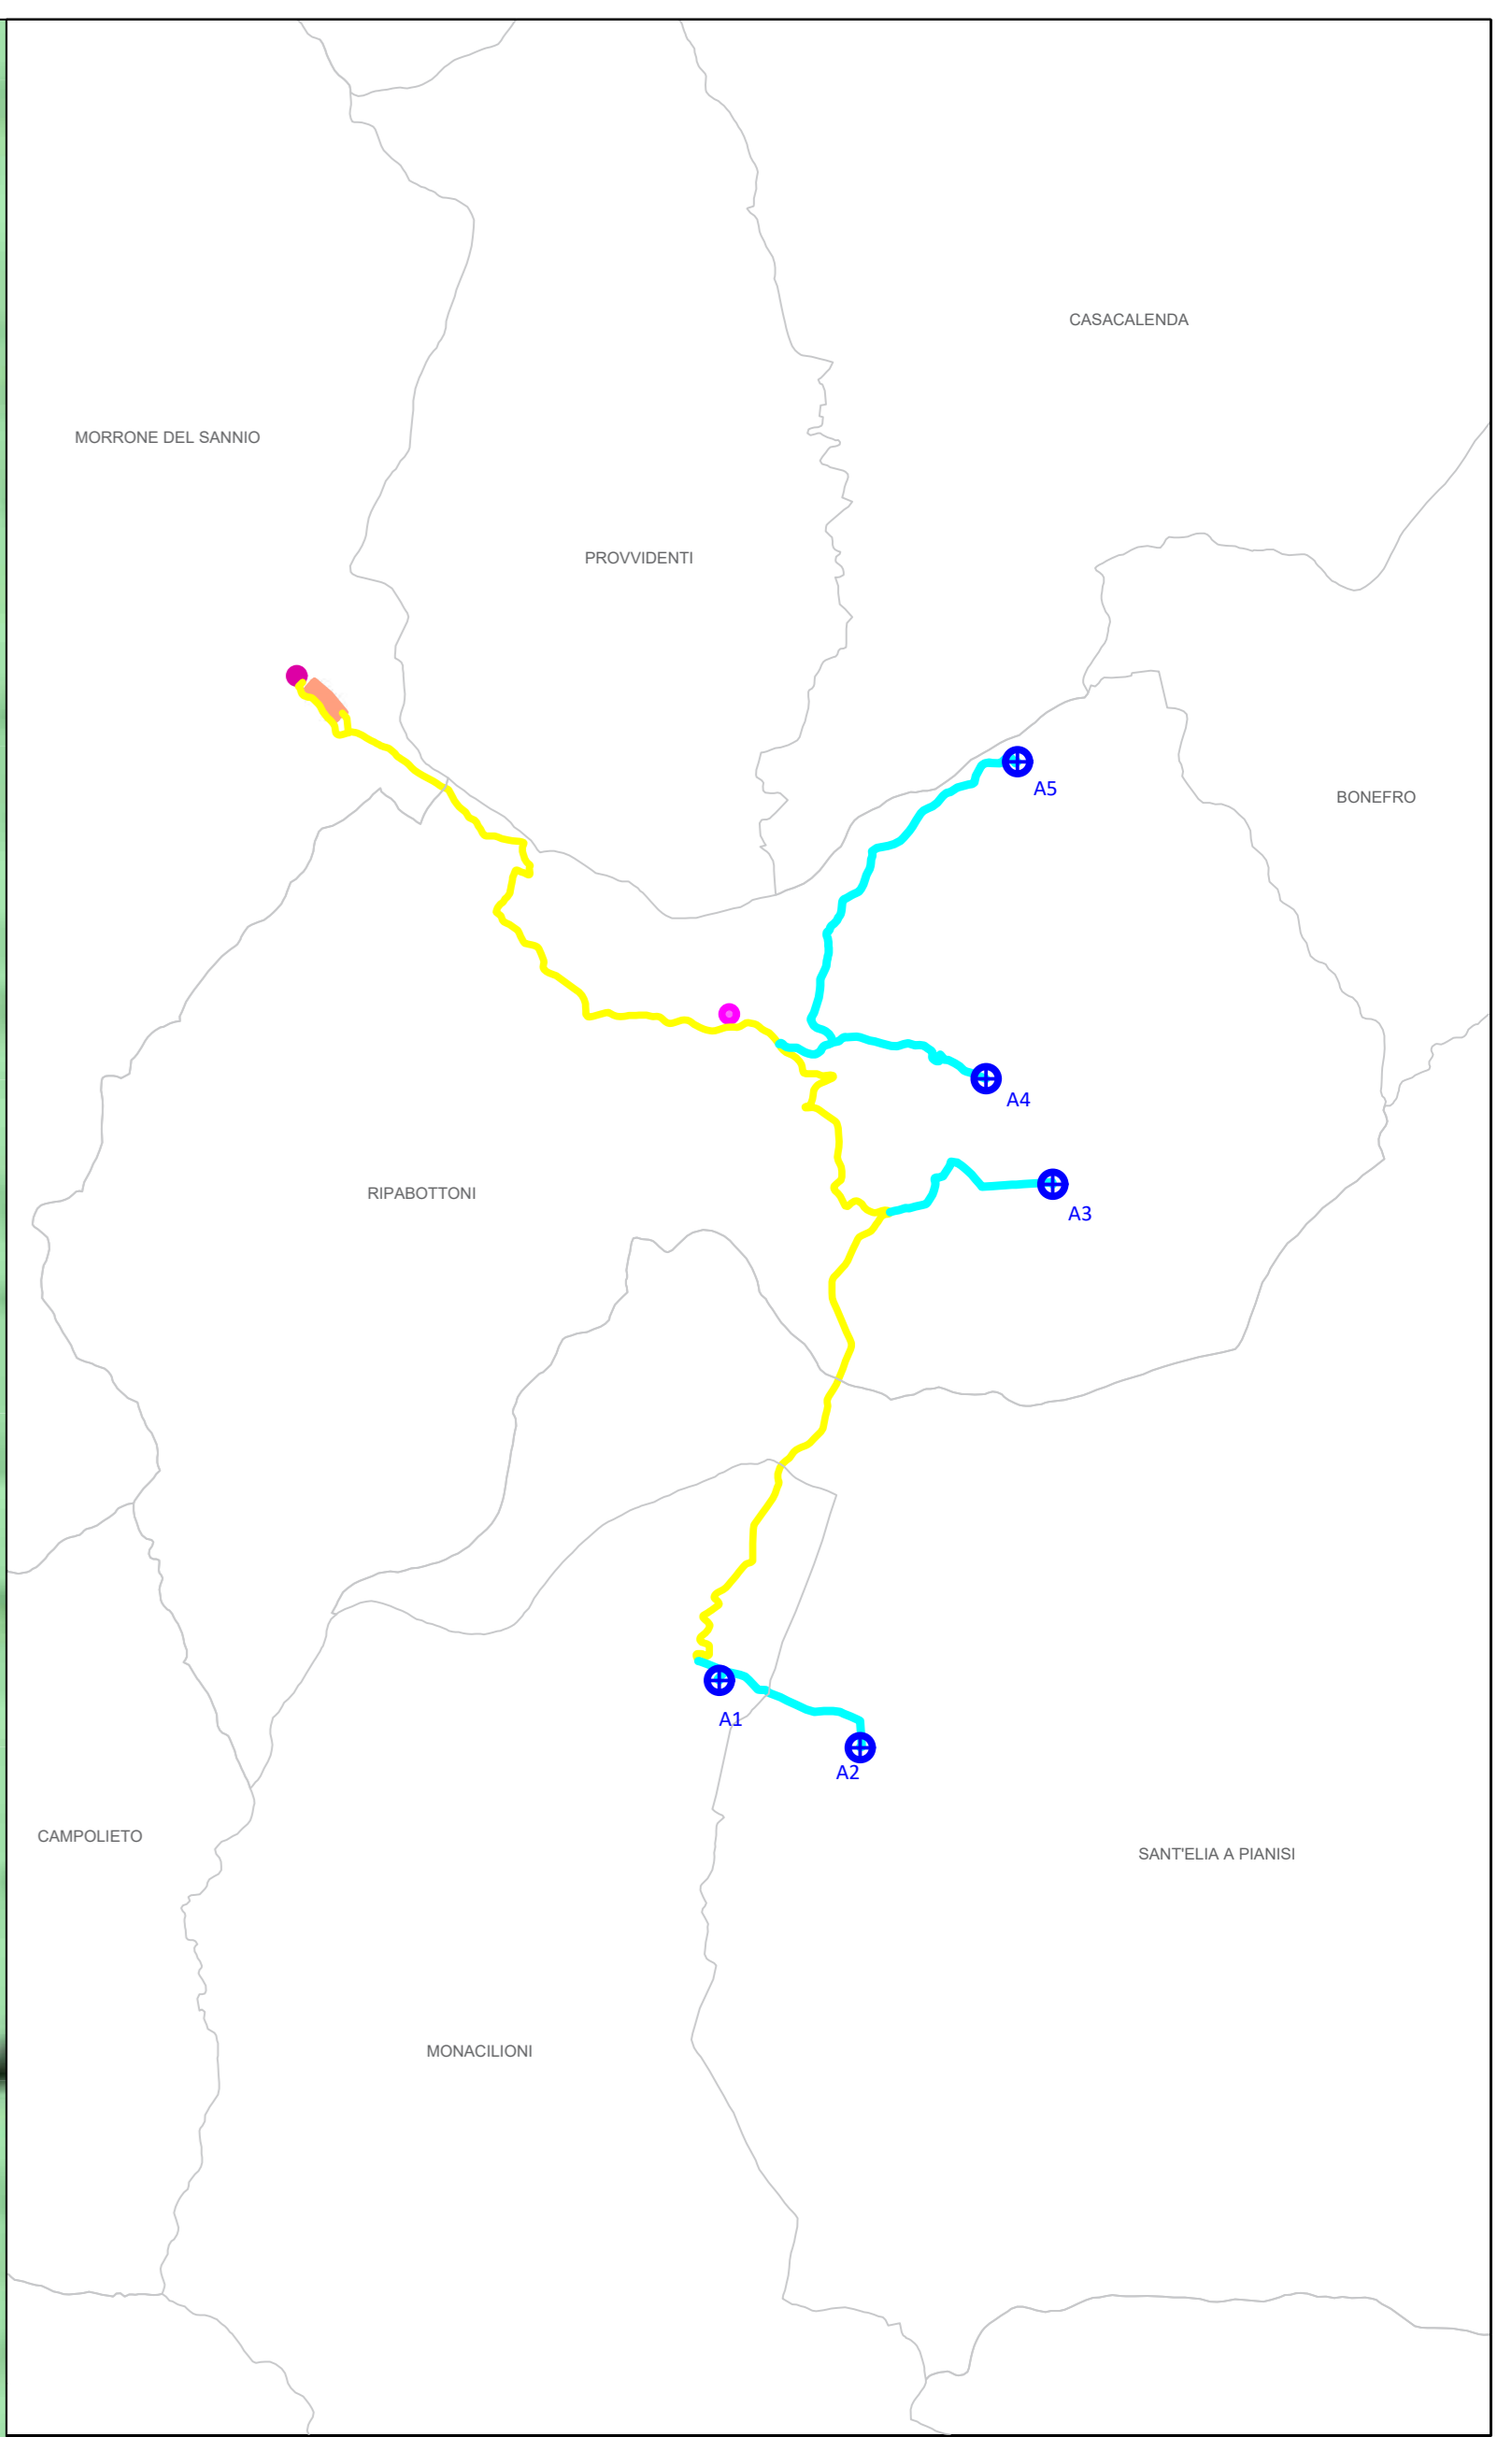 CASACALENDA
MORRONE DEL SANNIO
PROVVIDENTI
A5
BONEFRO
A4
RIPABOTTONI
A3
A1
A2
CAMPOLIETO
SANT'ELIA A PIANISI
MONACILIONI